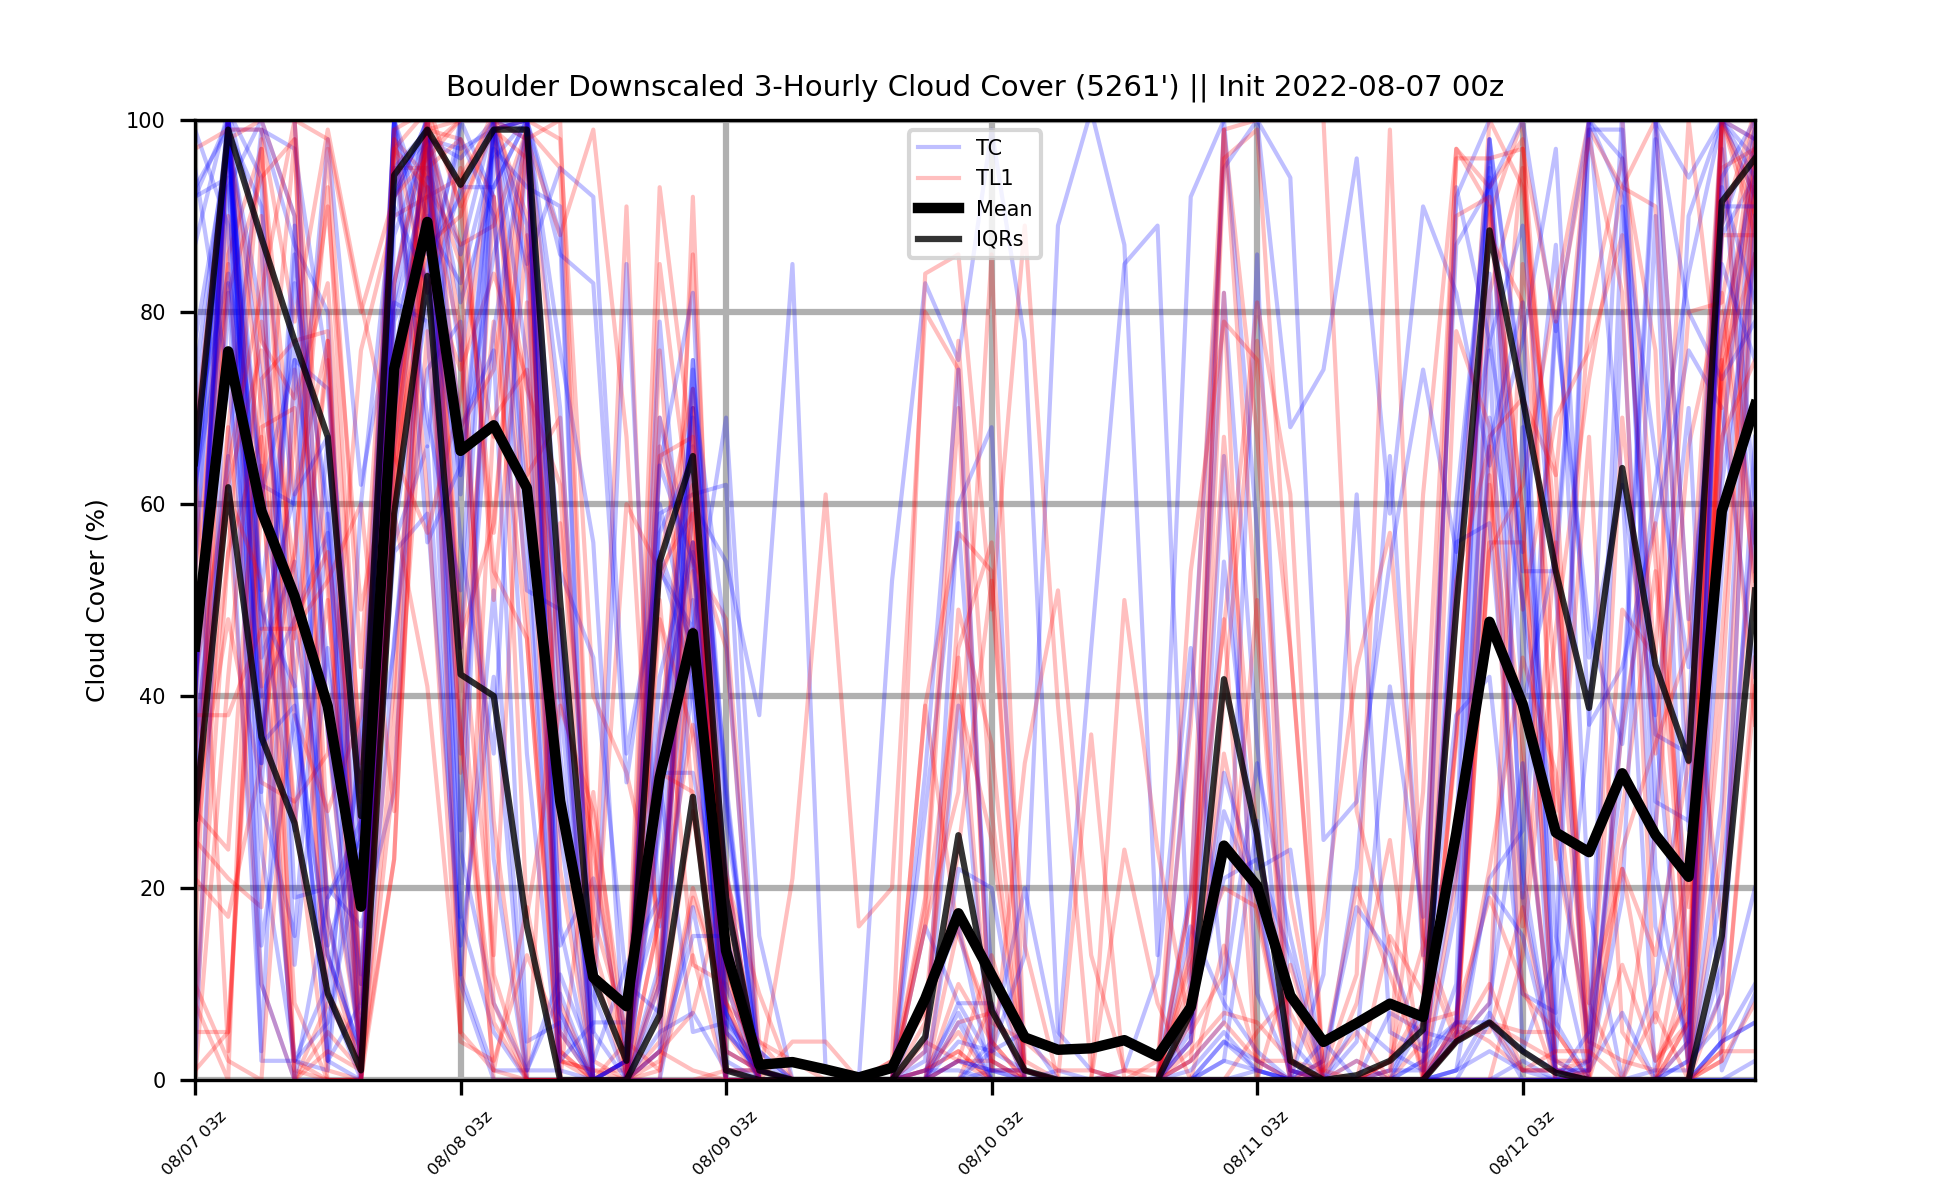 Boulder Downscaled 3-Hourly Cloud Cover (5261') || Init 2022-08-07 00z
TC
TL1
Mean
IQRs
Cloud Cover (%)
100
80
60
40
20
0
08/07 03z
08/08 03z
08/09 03z
08/10 03z
08/11 03z
08/12 03z